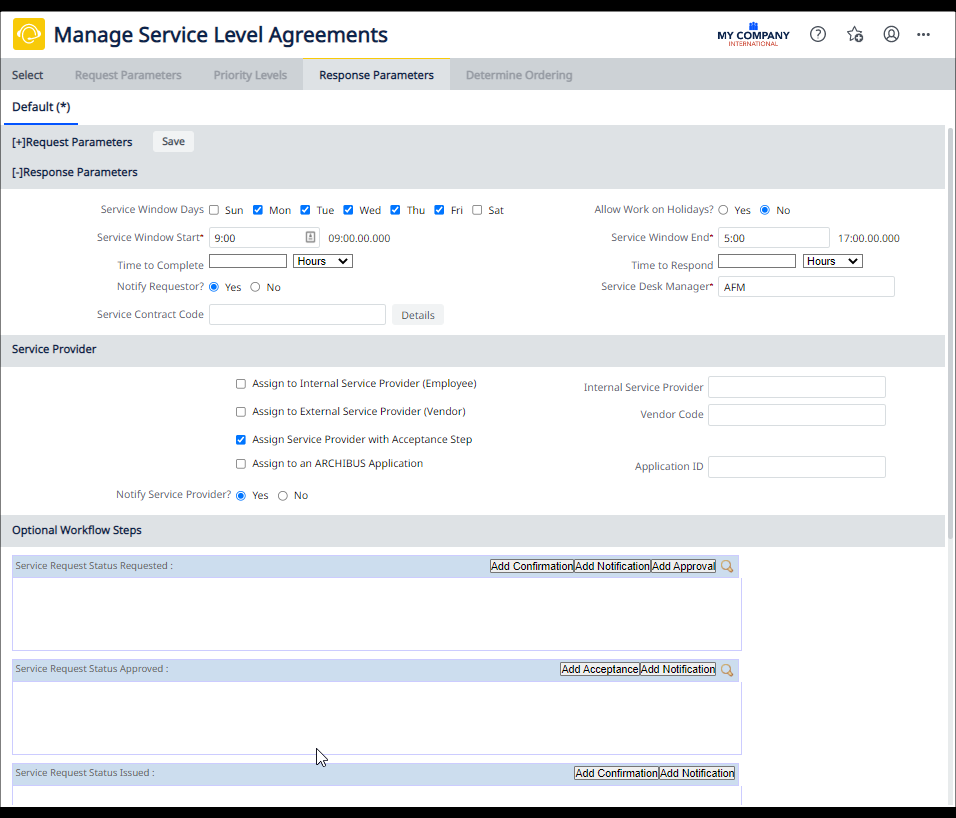 Manage Service Level Agreements
MY COMPANY
INTERNATIONAL
Select Request Parameters Priority Levels Response Parameters Determine Ordering
Default (*)
[+]Request Parameters Save
[-]Response Parameters
Service Window Days Sun Mon Tue Wed Thu Fri Sat Allow Work on Holidays? Yes No
Service Window Start* 9:00 09.00.00.000 Service Window End* 5:00 17:00.00.000
Time to Complete Hours Time to Respond Hours
Notify Requestor? Yes No Service Desk Manager* AFM
Service Contract Code Details
Service Provider
Assign to Internal Service Provider (Employee) Internal Service Provider
Assign to External Service Provider (Vendor) Vendor Code
Assign Service Provider with Acceptance Step
Assign to an ARCHIBUS Application Application ID
Notify Service Provider? Yes No
Optional Workflow Steps
Service Request Status Requested : Add Confirmation Add Notification Add Approval
Service Request Status Approved : Add Acceptance Add Notification
Service Request Status Issued : Add Confirmation Add Notification